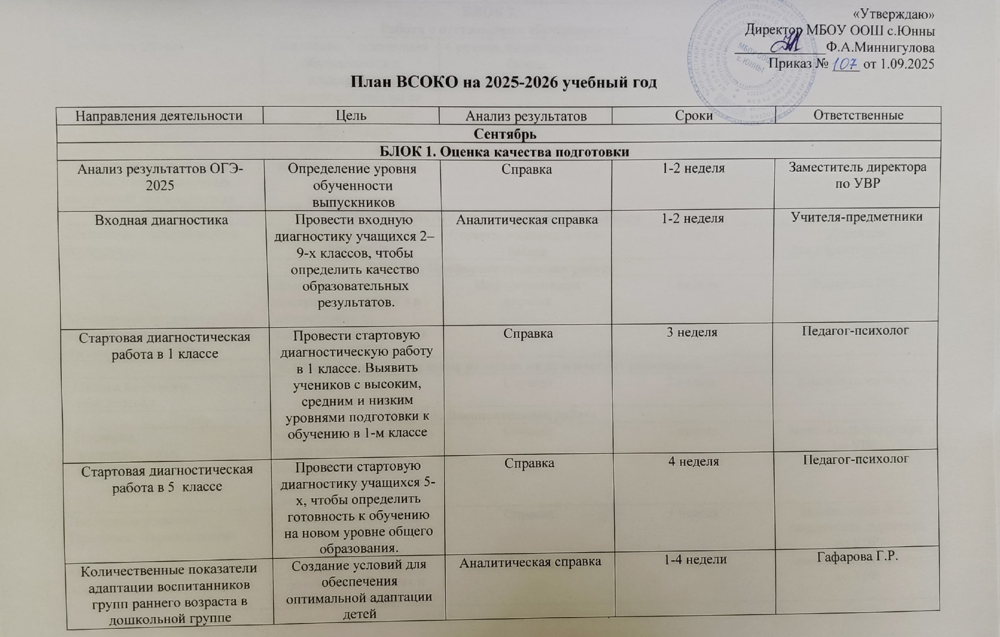 «Утверждаю»
Директор МБОУ ООШ с.Юнны
Ф.А.Миннигулова
Приказ № 107 от 1.09.2025
МБОУ ООШ
с. ЮННЫ
План ВСОКО на 2025-2026 учебный год
Направления деятельности Цель Анализ результатов Сроки Ответственные
Сентябрь
БЛОК 1. Оценка качества подготовки
Анализ результаттов ОГЭ-
2025
Определение уровня
обученности
выпускников
Справка
1-2 неделя
Заместитель директора
по УВР
Входная диагностика
Провести входную
диагностику учащихся 2–
9-х классов, чтобы
определить качество
образовательных
результатов.
Аналитическая справка
1-2 неделя
Учителя-предметники
Стартовая диагностическая
работа в 1 классе
Провести стартовую
диагностическую работу
в 1 классе. Выявить
учеников с высоким,
средним и низким
уровнями подготовки к
обучению в 1-м классе
Справка
3 неделя
Педагог-психолог
Стартовая диагностическая
работа в 5 классе
Провести стартовую
диагностику учащихся 5-
х, чтобы определить
готовность к обучению
на новом уровне общего
образования.
Справка
4 неделя
Педагог-психолог
Количественные показатели
адаптации воспитанников
групп раннего возраста в
дошкольной группе
Создание условий для
обеспечения
оптимальной адаптации
детей
Аналитическая справка
1-4 недели
Гафарова Г.Р.